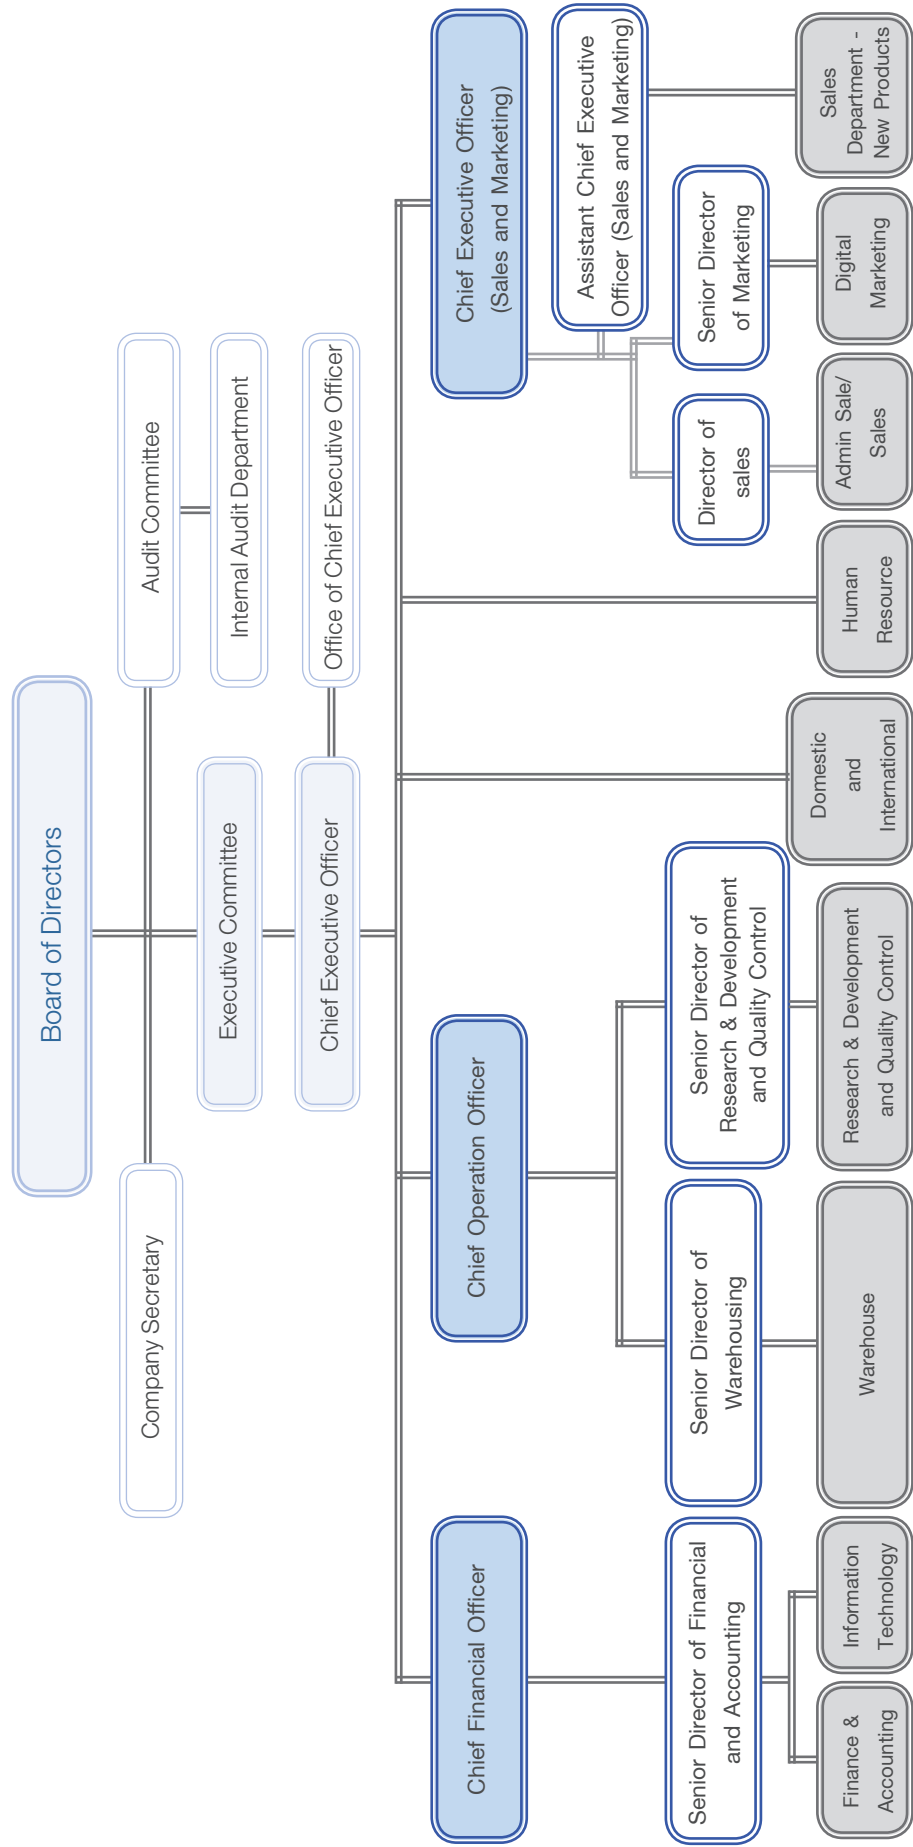 Board of Directors
Company Secretary
Audit Committee
Executive Committee
Internal Audit Department
Chief Executive Officer
Office of Chief Executive Officer
Chief Financial Officer
Chief Operation Officer
Chief Executive Officer
(Sales and Marketing)
Assistant Chief Executive
Officer (Sales and Marketing)
Senior Director of Financial
and Accounting
Senior Director of
Warehousing
Senior Director of
Research & Development
and Quality Control
Director of
sales
Senior Director
of Marketing
Finance &
Accounting
Information
Technology
Warehouse
Research & Development
and Quality Control
Domestic
and
International
Human
Resource
Admin Sale/
Sales
Digital
Marketing
Sales
Department -
New Products